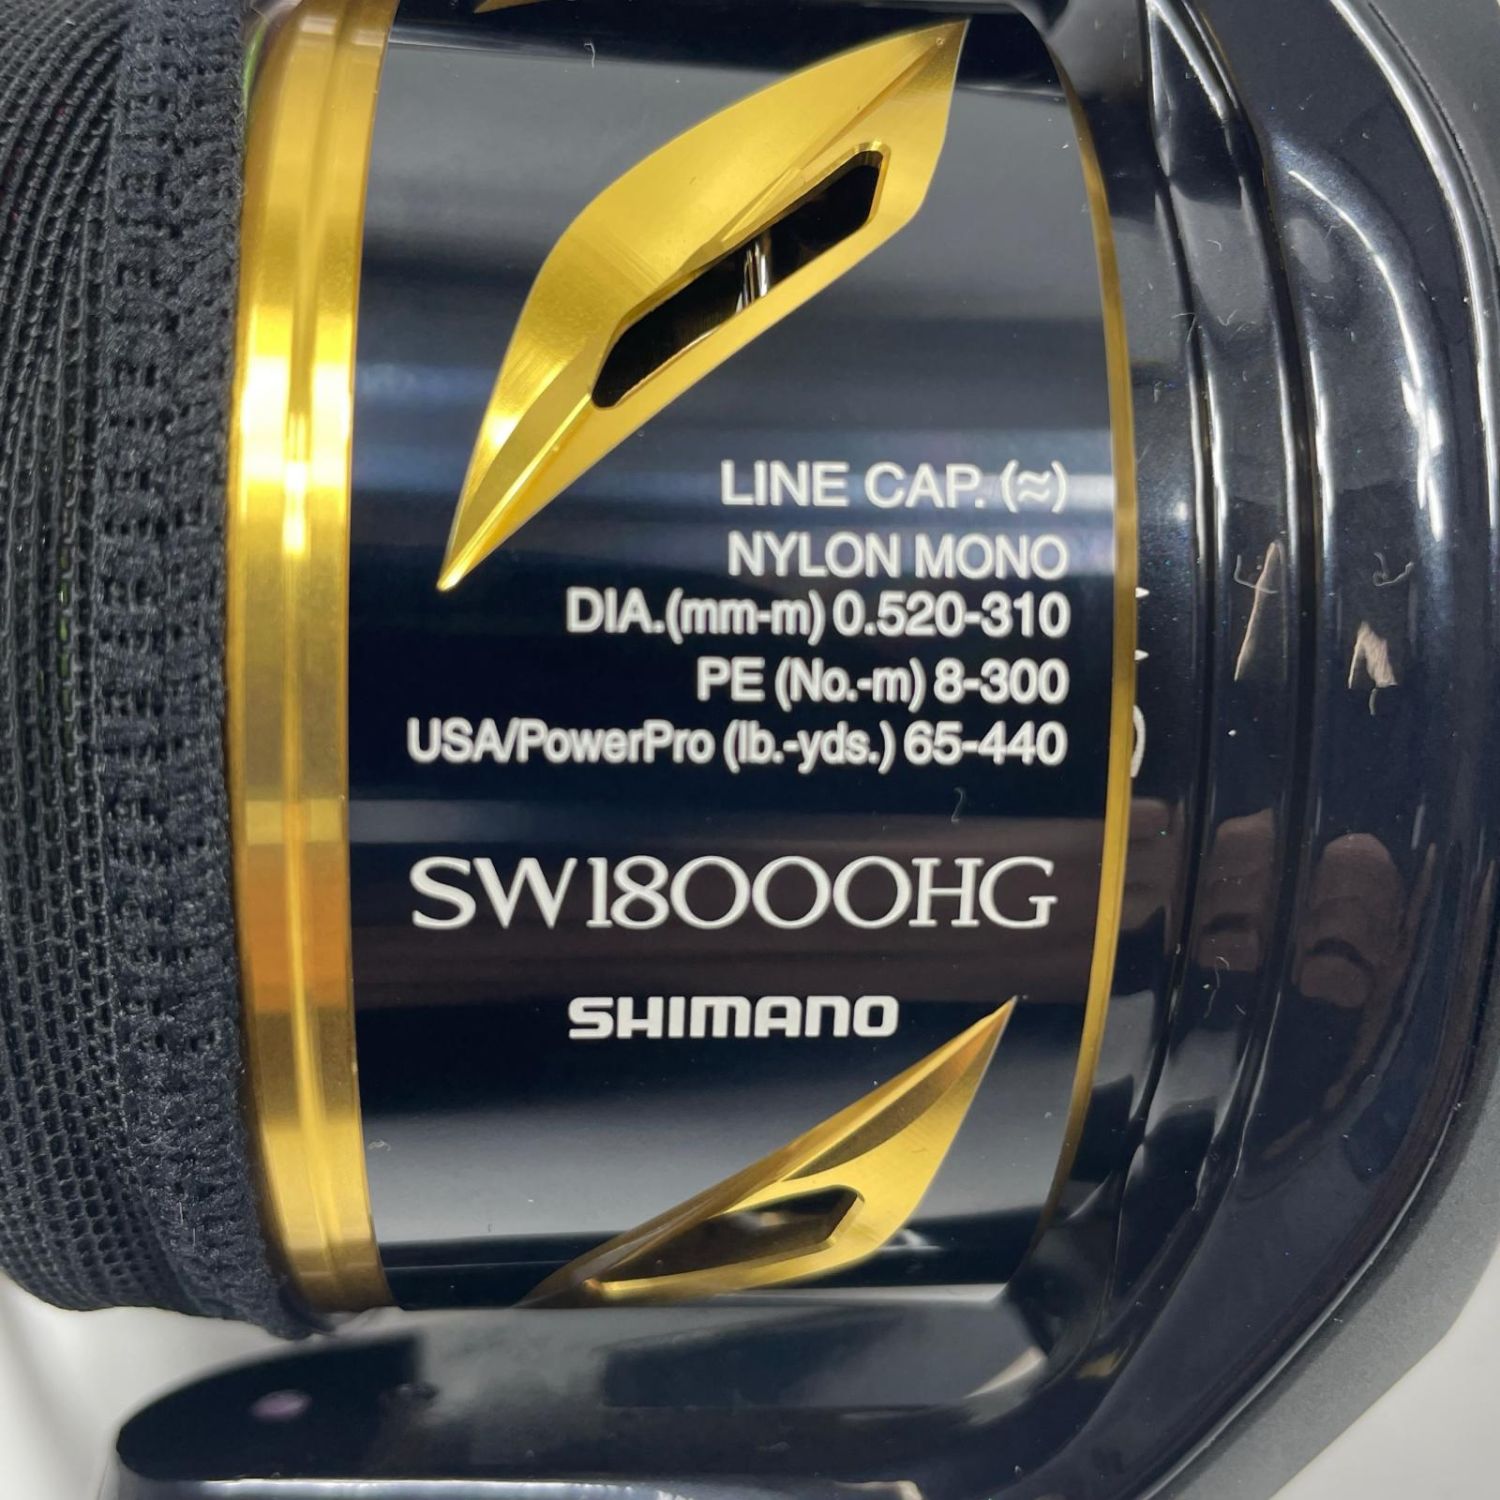 LINE CAP. (≈)
NYLON MONO
DIA.(mm-m) 0.520-310
PE (No.-m) 8-300
USA/PowerPro (lb.-yds.) 65-440
SW18000HG
SHIMANO